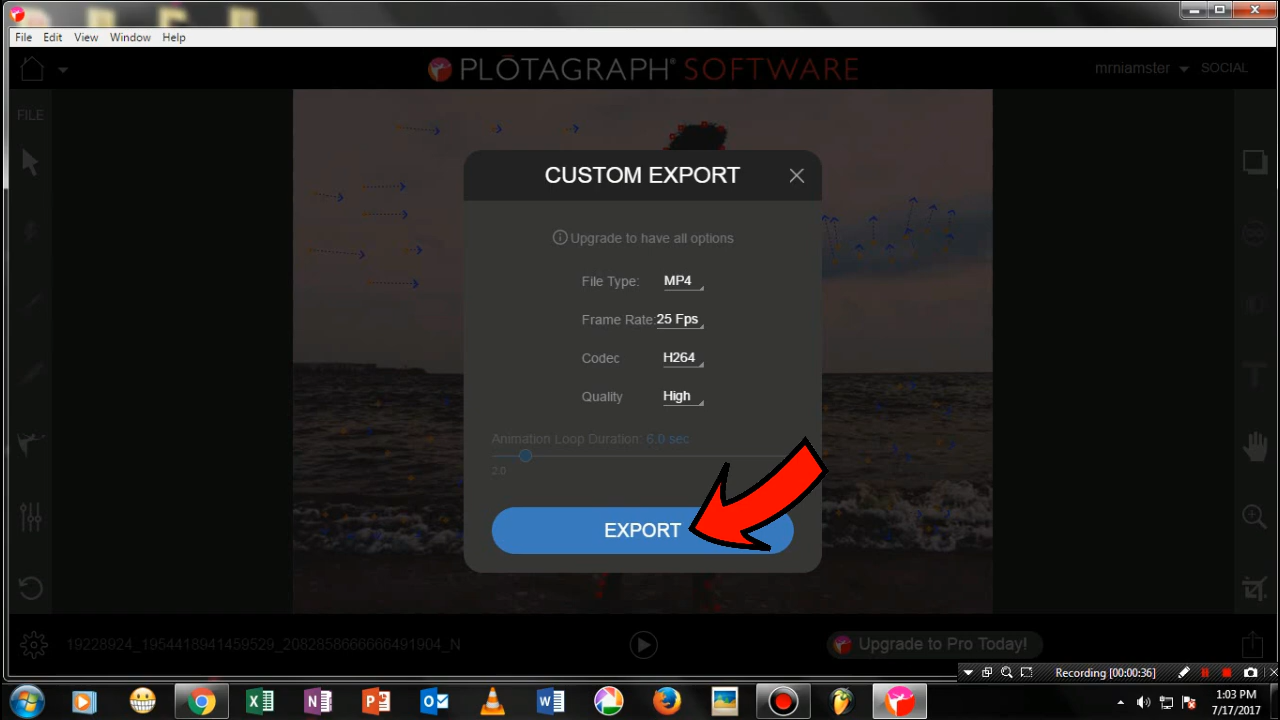 File Edit View Window Help
PLŌTAGRAPH® SOFTWARE
mrniamster SOCIAL
FILE
CUSTOM EXPORT
Upgrade to have all options
File Type: MP4
Frame Rate: 25 Fps
Codec H264
Quality High
Animation Loop Duration: 6.0 sec
2.0
EXPORT
19228924_1954418941459529_2082858666666491904_N
Upgrade to Pro Today!
Recording [00:00:36]
1:03 PM
7/17/2017